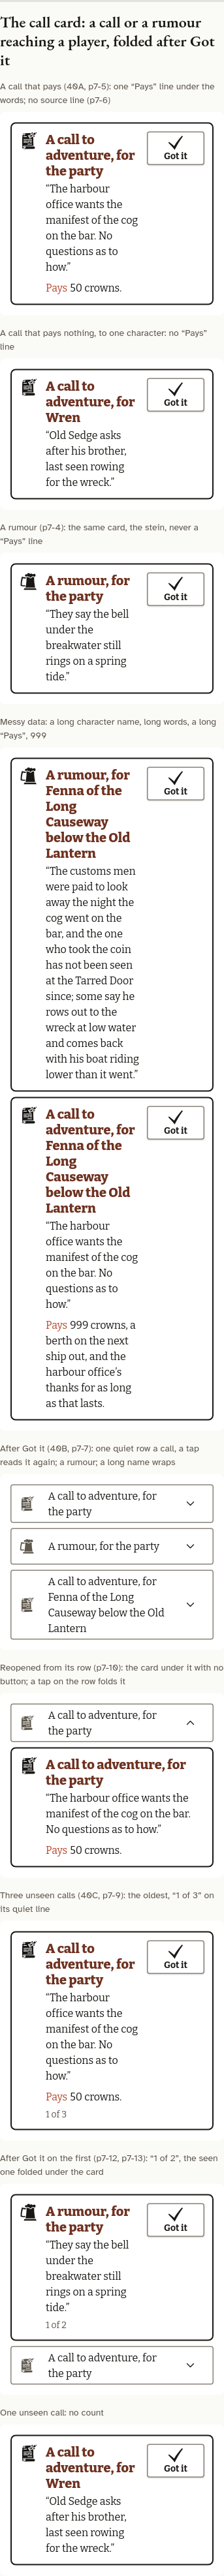 The call card: a call or a rumour
reaching a player, folded after Got
it
A call that pays (40A, p7-5): one “Pays” line under the
words; no source line (p7-6)
A call to
adventure, for
the party
Got it
“The harbour
office wants the
manifest of the cog
on the bar. No
questions as to
how.”
Pays 50 crowns.
A call that pays nothing, to one character: no “Pays”
line
A call to
adventure, for
Wren
Got it
“Old Sedge asks
after his brother,
last seen rowing
for the wreck.”
A rumour (p7-4): the same card, the stein, never a
“Pays” line
A rumour, for
the party
Got it
“They say the bell
under the
breakwater still
rings on a spring
tide.”
Messy data: a long character name, long words, a long
“Pays”, 999
A rumour, for
Fenna of the
Long
Causeway
below the Old
Lantern
Got it
“The customs men
were paid to look
away the night the
cog went on the
bar, and the one
who took the coin
has not been seen
at the Tarred Door
since; some say he
rows out to the
wreck at low water
and comes back
with his boat riding
lower than it went.”
A call to
adventure, for
Fenna of the
Long
Causeway
below the Old
Lantern
Got it
“The harbour
office wants the
manifest of the cog
on the bar. No
questions as to
how.”
Pays 999 crowns, a
berth on the next
ship out, and the
harbour office’s
thanks for as long
as that lasts.
After Got it (40B, p7-7): one quiet row a call, a tap
reads it again; a rumour; a long name wraps
A call to adventure, for
the party
A rumour, for the party
A call to adventure, for
Fenna of the Long
Causeway below the Old
Lantern
Reopened from its row (p7-10): the card under it with no
button; a tap on the row folds it
A call to adventure, for
the party
A call to adventure, for
the party
“The harbour office wants the
manifest of the cog on the bar.
No questions as to how.”
Pays 50 crowns.
Three unseen calls (40C, p7-9): the oldest, “1 of 3” on
its quiet line
A call to
adventure, for
the party
Got it
“The harbour
office wants the
manifest of the cog
on the bar. No
questions as to
how.”
Pays 50 crowns.
1 of 3
After Got it on the first (p7-12, p7-13): “1 of 2”, the seen
one folded under the card
A rumour, for
the party
Got it
“They say the bell
under the
breakwater still
rings on a spring
tide.”
1 of 2
A call to adventure, for
the party
One unseen call: no count
A call to
adventure, for
Wren
Got it
“Old Sedge asks
after his brother,
last seen rowing
for the wreck.”